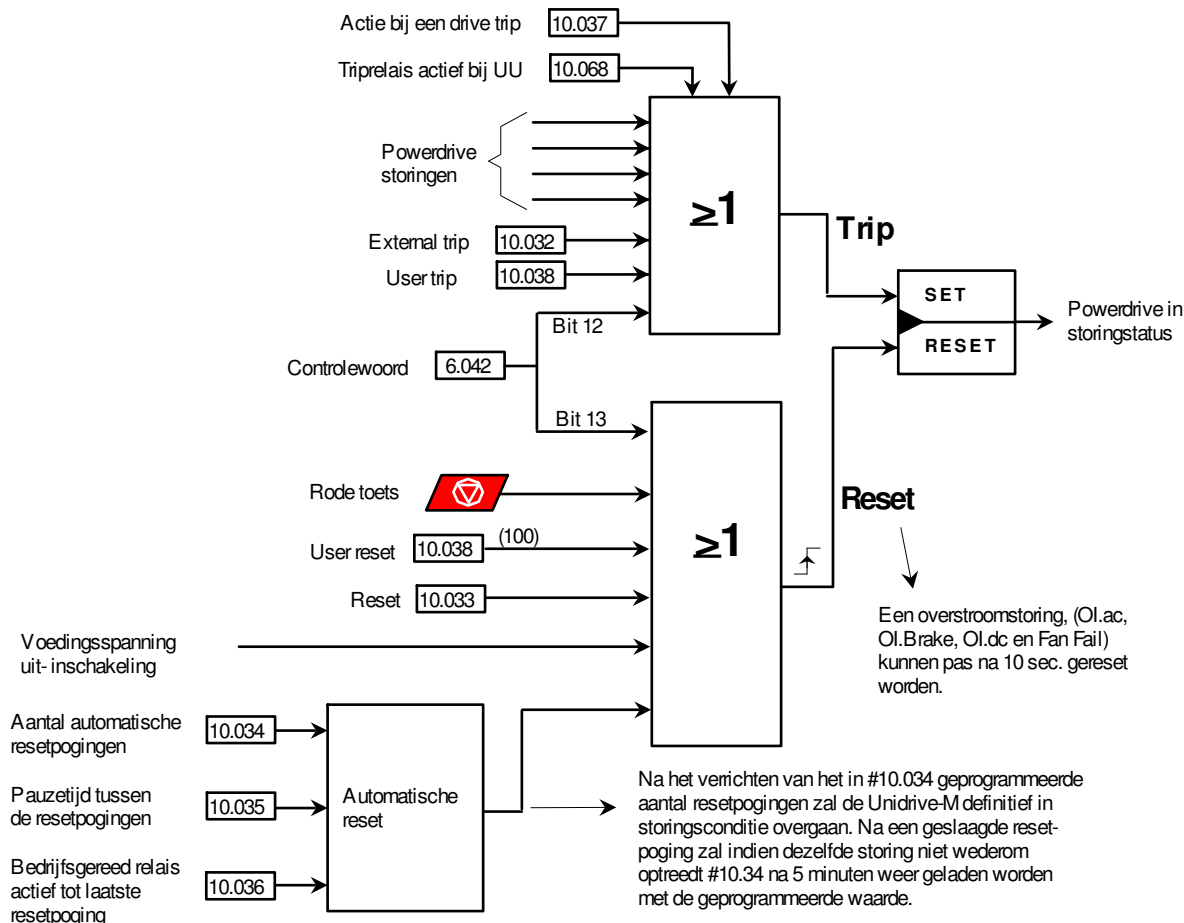 Actie bij een drive trip 10.037
Triprelais actief bij UU 10.068
Powerdrive
storingen
≥1
Trip
External trip 10.032
User trip 10.038
SET
RESET
Powerdrive in
storingstatus
Bit 12
Controlewoord 6.042
Bit 13
Rode toets
Reset
≥1
User reset 10.038 (100)
Reset 10.033
Een overstroomstoring, (OI.ac,
OI.Brake, OI.dc en Fan Fail)
kunnen pas na 10 sec. gereset
worden.
Voedingsspanning
uit- inschakeling
Aantal automatische
resetpogingen
10.034
Pauzetijd tussen
de resetpogingen
10.035
Automatische
reset
Bedrijfsgereed relais
actief tot laatste
resetpoging
10.036
Na het verrichten van het in #10.034 geprogrammeerde
aantal resetpogingen zal de Unidrive-M definitief in
storingsconditie overgaan. Na een geslaagde reset-
poging zal indien dezelfde storing niet wederom
optreedt #10.34 na 5 minuten weer geladen worden
met de geprogrammeerde waarde.